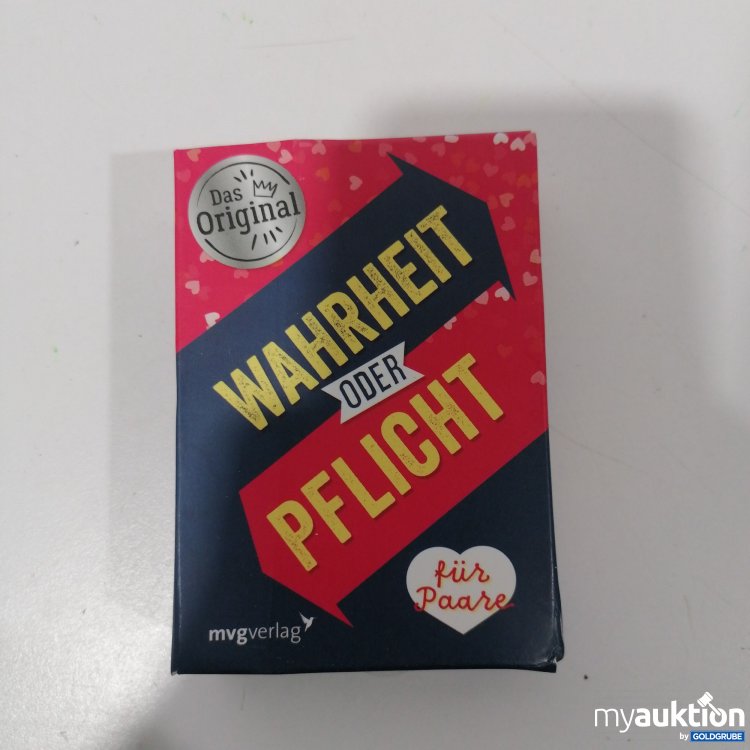 Das
Original
WAHRHEIT
ODER
PFLICHT
für
Paare
mvgverlag
myauktion
by GOLDGRUBE